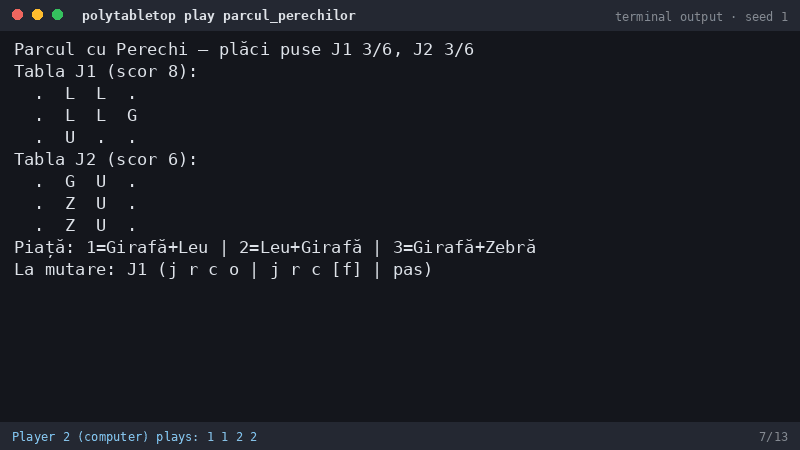 polytabletop play parcul_perechilor
terminal output · seed 1
Parcul cu Perechi — plăci puse J1 3/6, J2 3/6
Tabla J1 (scor 8):
. L L .
. L L G
. U . .
Tabla J2 (scor 6):
. G U .
. Z U .
. Z U .
Piață: 1=Girafă+Leu | 2=Leu+Girafă | 3=Girafă+Zebră
La mutare: J1 (j r c o | j r c [f] | pas)
Player 2 (computer) plays: 1 1 2 2
7/13